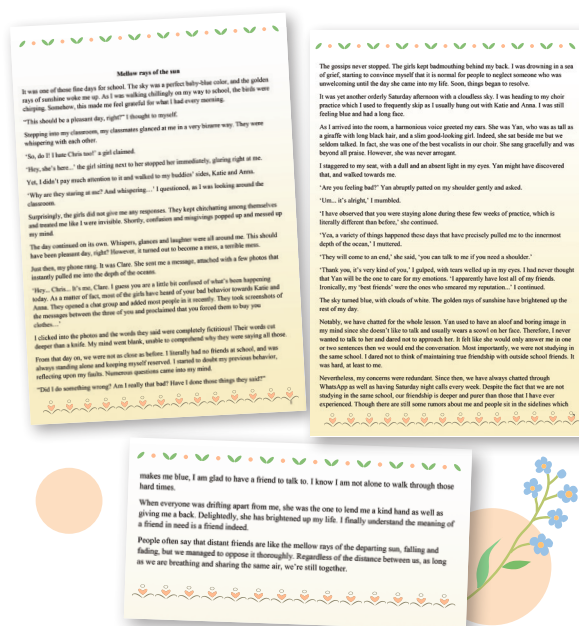 Mellow rays of the sun
It was one of those fine days for school. The sky was a perfect baby-blue color, and the golden
rays of sunshine woke me up. As I was walking chillingly on my way to school, the birds were
chirping. Somehow, this made me feel grateful for what I had every morning.
“This should be a pleasant day, right?” I thought to myself.
Stepping into my classroom, my classmates glanced at me in a very bizarre way. They were
whispering with each other.
‘So, do I! I hate Chris too!’ a girl claimed.
‘Hey, she's here...’ the girl sitting next to her stopped her immediately, glaring right at me.
Yet, I didn't pay much attention to it and walked to my buddies' sides, Katie and Anna.
‘Why are they staring at me? And whispering…’ I questioned, as I was looking around the
classroom.
Surprisingly, the girls did not give me any responses. They kept chitchatting among themselves
and treated me like I were invisible. Shortly, confusion and misgivings popped up and messed up
my mind.
The day continued on its own. Whispers, glances and laughter were all around me. This should
have been pleasant day, right? However, it turned out to become a mess, a terrible mess.
Just then, my phone rang. It was Clare. She sent me a message, attached with a few photos that
instantly pulled me into the depth of the oceans.
‘Hey... Chris... It's me, Clare. I guess you are a little bit confused of what's been happening
today. As a matter of fact, most of the girls have heard of your bad behavior towards Katie and
Anna. They opened a chat group and added most people in it recently. They took screenshots of
the messages between the three of you and proclaimed that you forced them to buy you
clothes…’
I clicked into the photos and the words they said were completely fictitious! Their words cut
deeper than a knife. My mind went blank, unable to comprehend why they were saying all those.
From that day on, we were not as close as before. I literally had no friends at school, and was
always standing alone and keeping myself reserved. I started to doubt my previous behavior,
reflecting upon my faults. Numerous questions came into my mind.
“Did I do something wrong? Am I really that bad? Have I done those things they said?”
The gossips never stopped. The girls kept badmouthing behind my back. I was drowning in a sea
of grief, starting to convince myself that it is normal for people to neglect someone who was
unwelcoming until the day she came into my life. Soon, things began to resolve.
It was yet another orderly Saturday afternoon with a cloudless sky. I was heading to my choir
practice which I used to frequently skip as I usually hung out with Katie and Anna. I was still
feeling blue and had a long face.
As I arrived to the room, a harmonious voice greeted my ears. She was Yan, who was as tall as
a giraffe with long black hair, and a slim good-looking girl. Indeed, she sat beside me but we
seldom talked. In fact, she was one of the best vocalists in our choir. She sang gracefully and was
beyond all praise. However, she was never arrogant.
I staggered to my seat, with a dull and an absent light in my eyes. Yan might have discovered
that, and walked towards me.
‘Are you feeling bad?’ Yan abruptly patted on my shoulder gently and asked.
‘Um... it's alright,’ I mumbled.
‘I have observed that you were staying alone during these few weeks of practice, which is
literally different than before,’ she continued.
‘Yea, a variety of things happened these days that have precisely pulled me to the innermost
depth of the ocean,’ I muttered.
‘They will come to an end,’ she said, ‘you can talk to me if you need a shoulder.’
‘Thank you, it's very kind of you,’ I gulped, with tears welled up in my eyes. I had never thought
that Yan will be the one to care for my emotions. ‘I apparently have lost all of my friends.
Ironically, my ‘best friends’ were the ones who smeared my reputation...’ I continued.
The sky turned blue, with clouds of white. The golden rays of sunshine have brightened up the
rest of my day.
Notably, we have chatted for the whole lesson. Yan used to have an aloof and boring image in
my mind since she doesn't like to talk and usually wears a scowl on her face. Therefore, I never
wanted to talk to her and dared not to approach her. It felt like she would only answer me in one
or two sentences then we would end the conversation. Most importantly, we were not studying in
the same school. I dared not to think of maintaining true friendship with outside school friends. It
was hard, at least to me.
Nevertheless, my concerns were redundant. Since then, we have always chatted through
WhatsApp as well as having Saturday night calls every week. Despite the fact that we are not
studying in the same school, our friendship is deeper and purer than those that I have ever
experienced. Though there are still some rumors about me and people sit in the sidelines which
makes me blue, I am glad to have a friend to talk to. I know I am not alone to walk through those
hard times.
When everyone was drifting apart from me, she was the one to lend me a kind hand as well as
giving me a back. Delightedly, she has brightened up my life. I finally understand the meaning of
a friend in need is a friend indeed.
People often say that distant friends are like the mellow rays of the departing sun, falling and
fading, but we managed to oppose it thoroughly. Regardless of the distance between us, as long
as we are breathing and sharing the same air, we're still together.